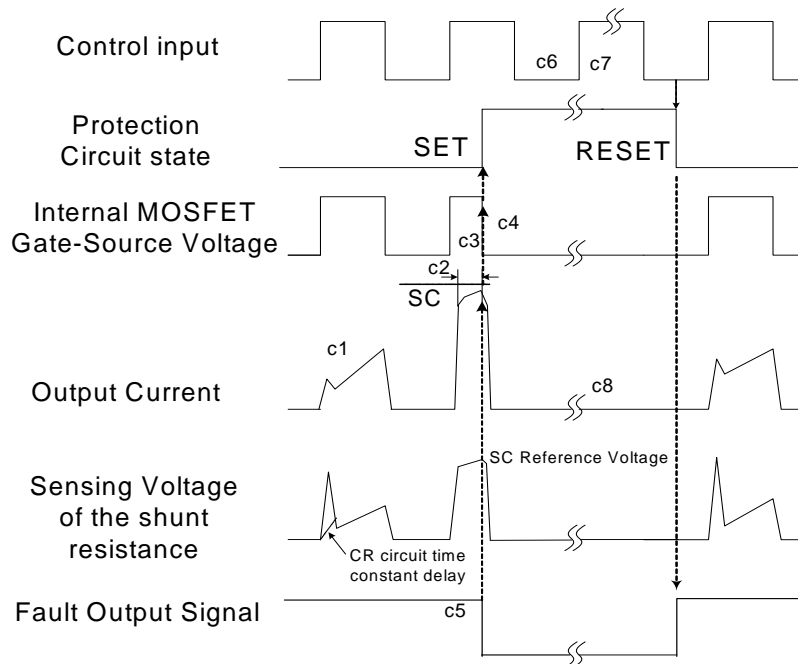 Control input
c6
c7
Protection
Circuit state
SET
RESET
Internal MOSFET
Gate-Source Voltage
c4
c3
c2
SC
c1
Output Current
c8
SC Reference Voltage
Sensing Voltage
of the shunt
resistance
CR circuit time
constant delay
Fault Output Signal
c5